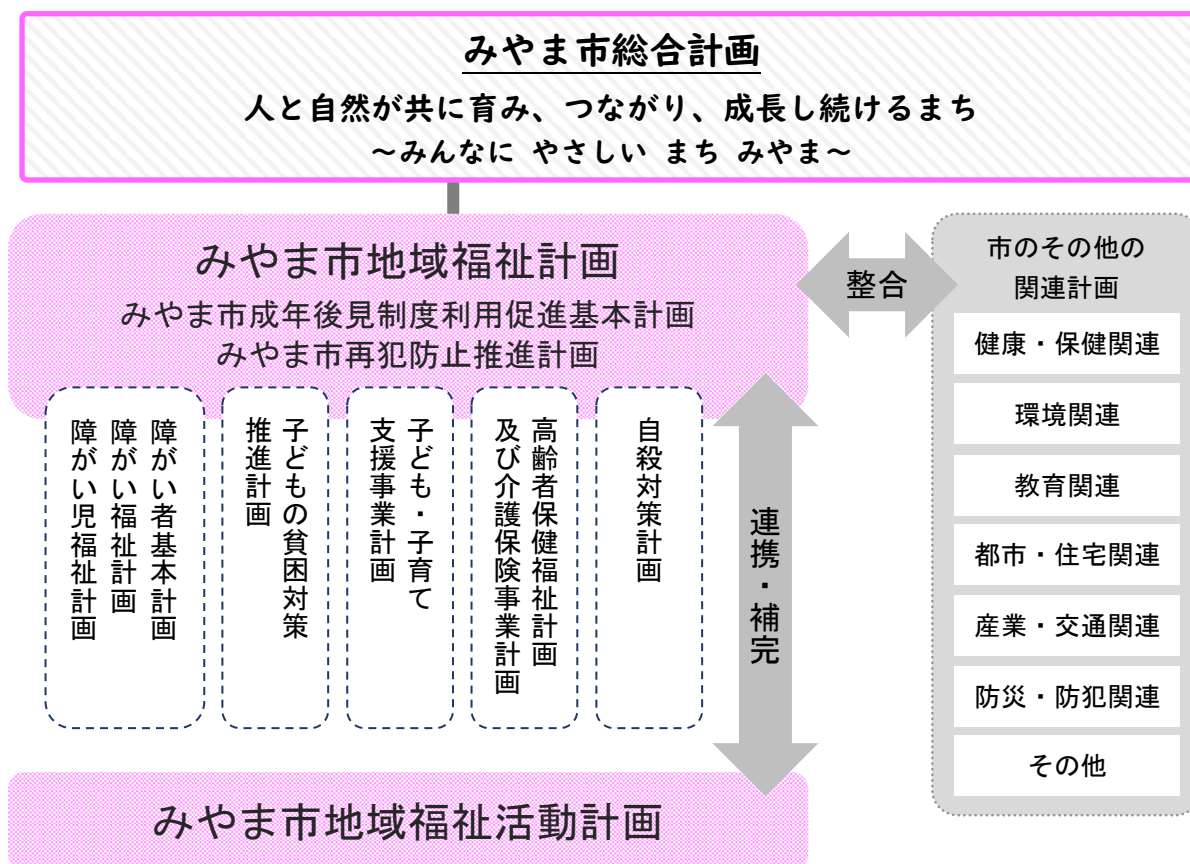 みやま市総合計画
人と自然が共に育み、つながり、成長し続けるまち
～みんなに やさしい まち みやま～
みやま市地域福祉計画
みやま市成年後見制度利用促進基本計画
みやま市再犯防止推進計画
整合
市のその他の
関連計画
健康・保健関連
環境関連
教育関連
都市・住宅関連
産業・交通関連
防災・防犯関連
その他
障がい者基本計画
障がい福祉計画
障がい児福祉計画
子どもの貧困対策
推進計画
子ども・子育て
支援事業計画
高齢者保健福祉計画
及び介護保険事業計画
自殺対策計画
連携・補完
みやま市地域福祉活動計画